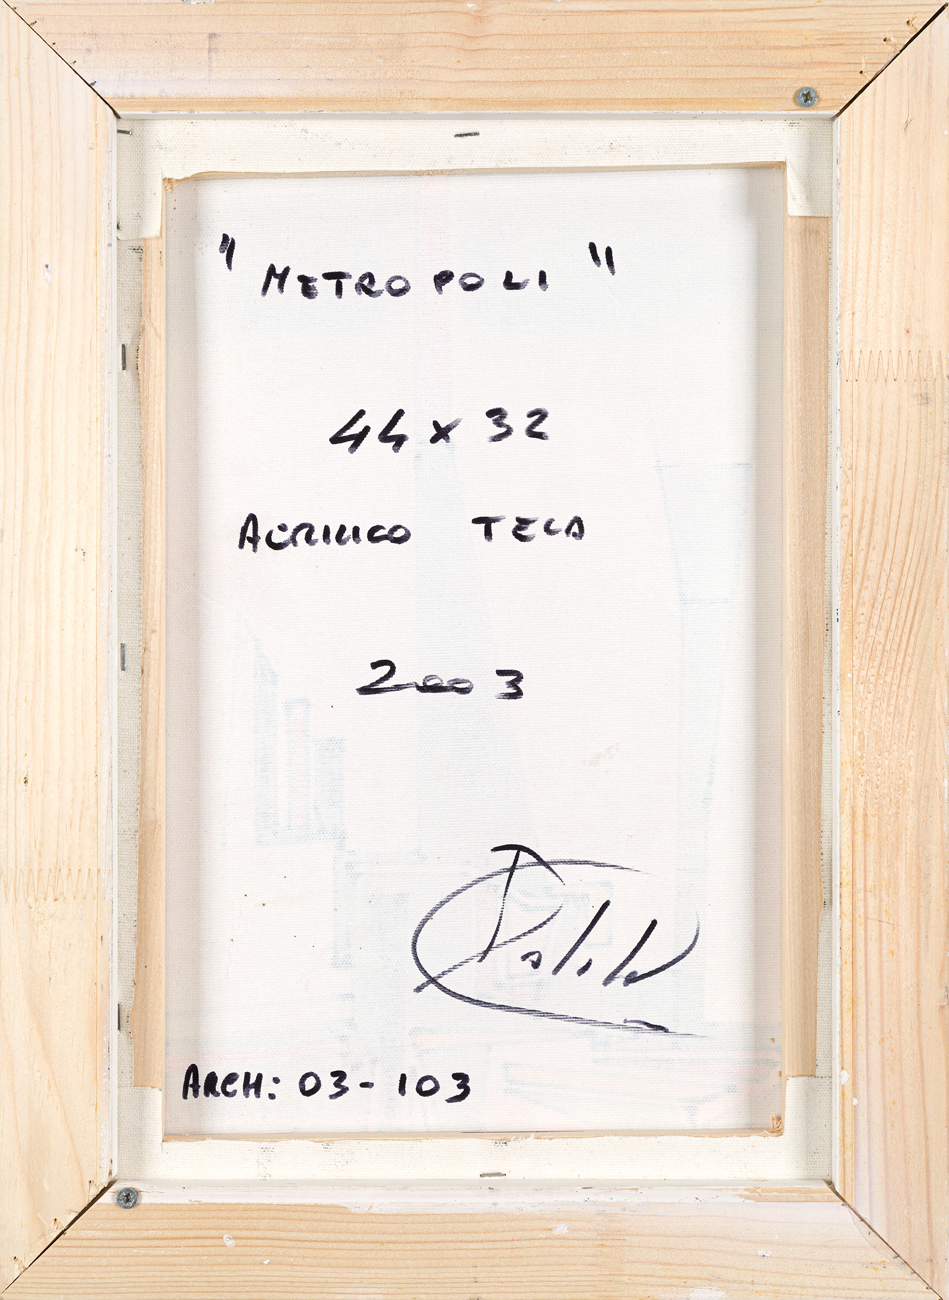 "METROPOLI"
44 x 32
ACRILICO TELA
2003
ARCH: 03-103